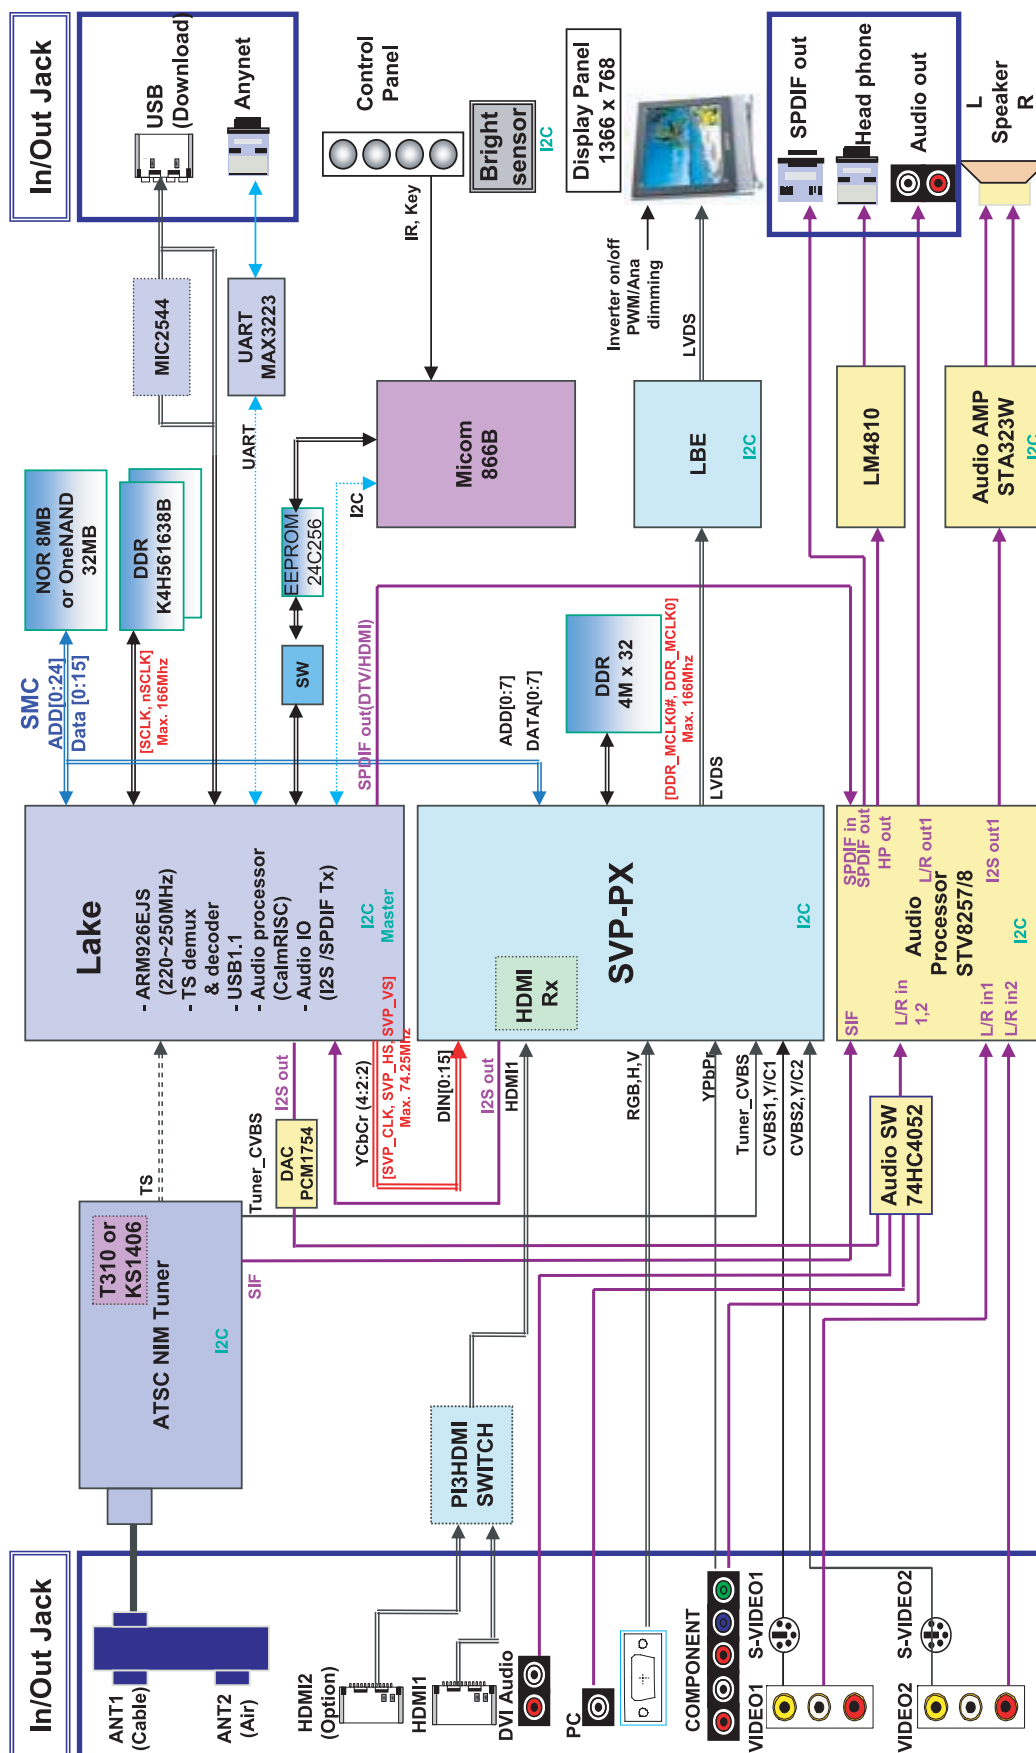 In/Out Jack
ANT1
(Cable)
ANT2
(Air)
HDMI2
(Option)
HDMI1
DVI Audio
PC
COMPONENT
S-VIDEO1
VIDEO1
S-VIDEO2
VIDEO2
T310 or
KS1406
ATSC NIM Tuner
I2C
PI3HDMI
SWITCH
TS
Tuner_CVBS
SIF
DAC
PCM1754
I2S out
YCbCr (4:2:2)
[SVP_CLK, SVP_HS, SVP_VS]
Max. 74.25Mhz
DIN[0:15]
I2S out
HDMI1
RGB,H,V
YPbPr
Tuner_CVBS
CVBS1,Y/C1
CVBS2,Y/C2
Audio SW
74HC4052
Lake
- ARM926EJS
(220~250MHz)
- TS demux
& decoder
- USB1.1
- Audio processor
(CalmRISC)
- Audio IO
(I2S /SPDIF Tx)
I2C
Master
SVP-PX
HDMI
Rx
I2C
SIF
L/R in
1,2
L/R in1
L/R in2
Audio
Processor
STV8257/8
I2C
SPDIF in
SPDIF out
HP out
L/R out1
I2S out1
SMC
ADD[0:24]
Data [0:15]
[SCLK, nSCLK]
Max. 166Mhz
NOR 8MB
or OneNAND
32MB
DDR
K4H561638B
UART
SW
EEPROM
24C256
I2C
SPDIF out(DTV/HDMI)
ADD[0:7]
DATA[0:7]
DDR
4M x 32
[DDR_MCLK0#, DDR_MCLK0]
Max. 166Mhz
LVDS
Micom
866B
LBE
I2C
LM4810
Audio AMP
STA323W
I2C
MIC2544
UART
MAX3223
IR, Key
Inverter on/off
PWM/Ana
dimming
LVDS
In/Out Jack
USB
(Download)
Anynet
Control
Panel
Bright
sensor
I2C
Display Panel
1366 x 768
SPDIF out
Head phone
Audio out
L
Speaker
R